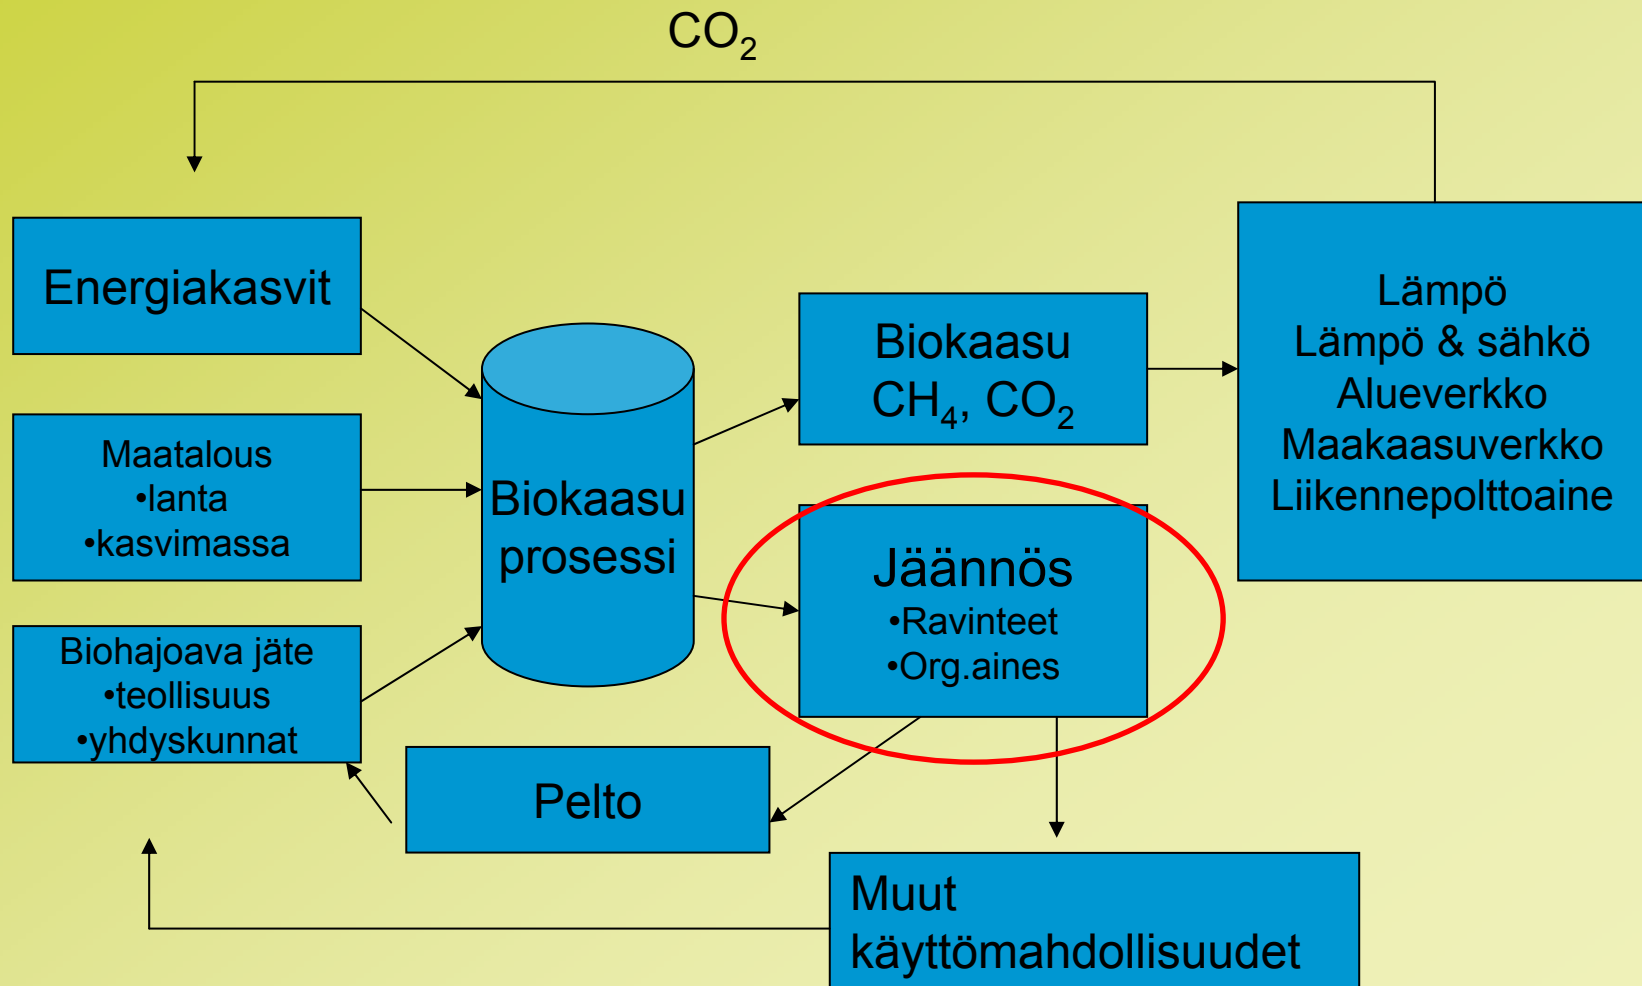 CO₂
Energiakasvit
Maatalous
•lanta
•kasvimassa
Biohajoava jäte
•teollisuus
•yhdyskunnat
Biokaasu
prosessi
Biokaasu
CH₄, CO₂
Jäännös
•Ravinteet
•Org.aines
Lämpö
Lämpö & sähkö
Alueverkko
Maakaasuverkko
Liikennepolttoaine
Pelto
Muut
käyttömahdollisuudet